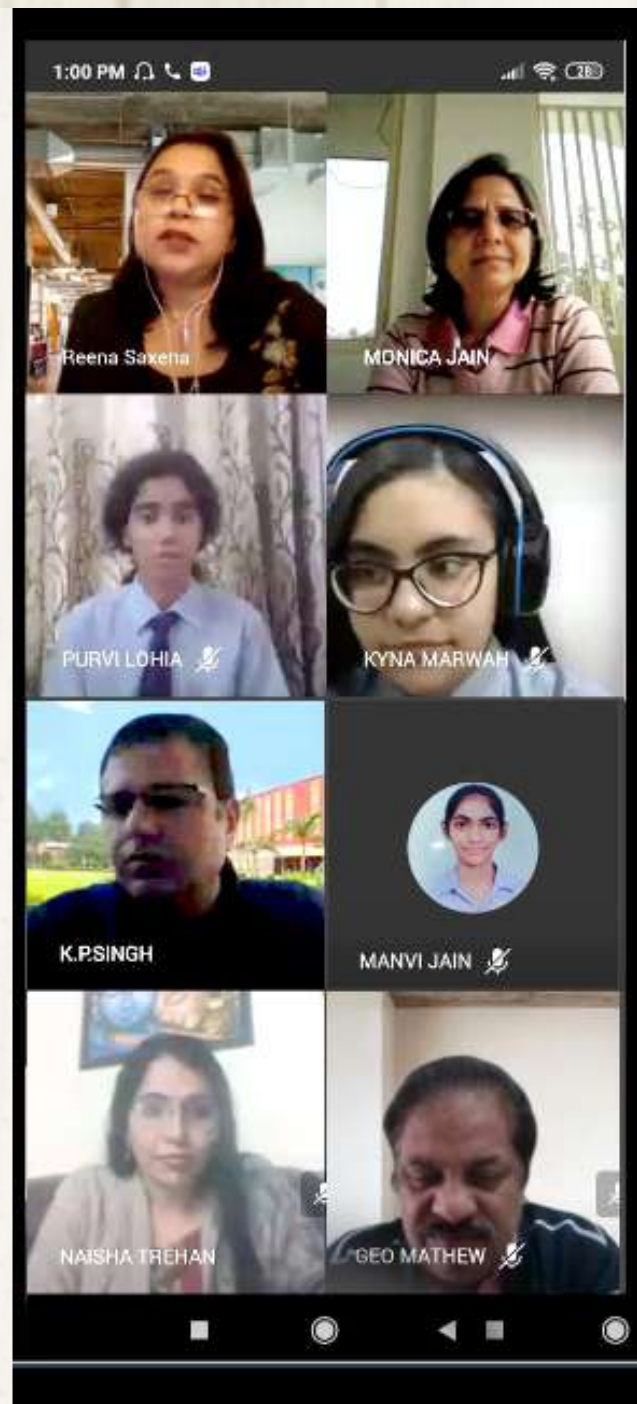 1:00 PM 28
Reena Saxena
MONICA JAIN
PURVI LOHIA
KYNA MARWAH
K.P.SINGH
MANVI JAIN
NAISHA TREHAN
GEO MATHEW